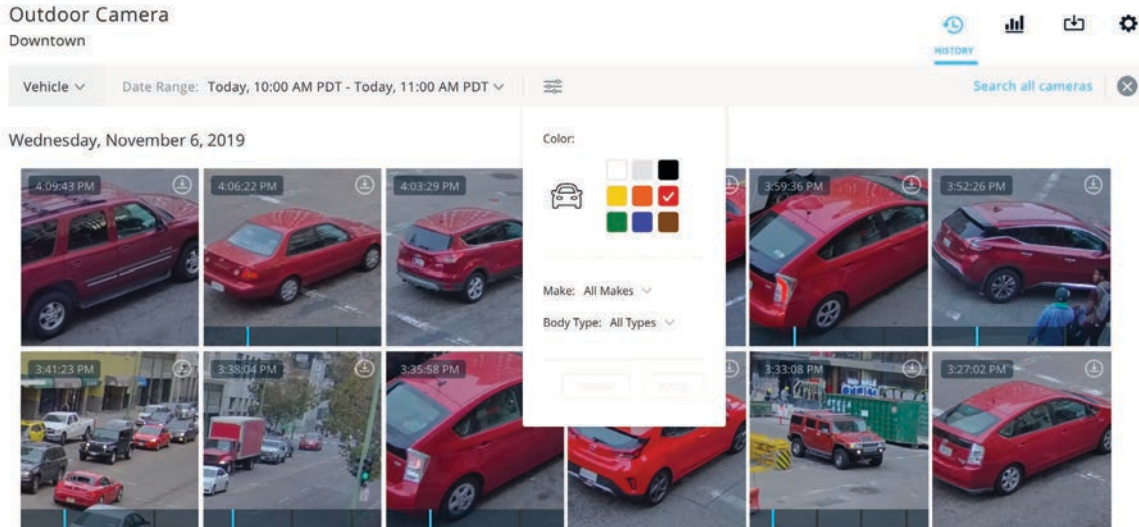 Outdoor Camera
Downtown
HISTORY
Vehicle
Date Range: Today, 10:00 AM PDT - Today, 11:00 AM PDT
Search all cameras
Wednesday, November 6, 2019
Color:
Make: All Makes
Body Type: All Types
4:09:43 PM
4:06:22 PM
4:03:29 PM
3:59:36 PM
3:52:26 PM
3:41:23 PM
3:38:04 PM
3:35:58 PM
3:33:08 PM
3:27:02 PM